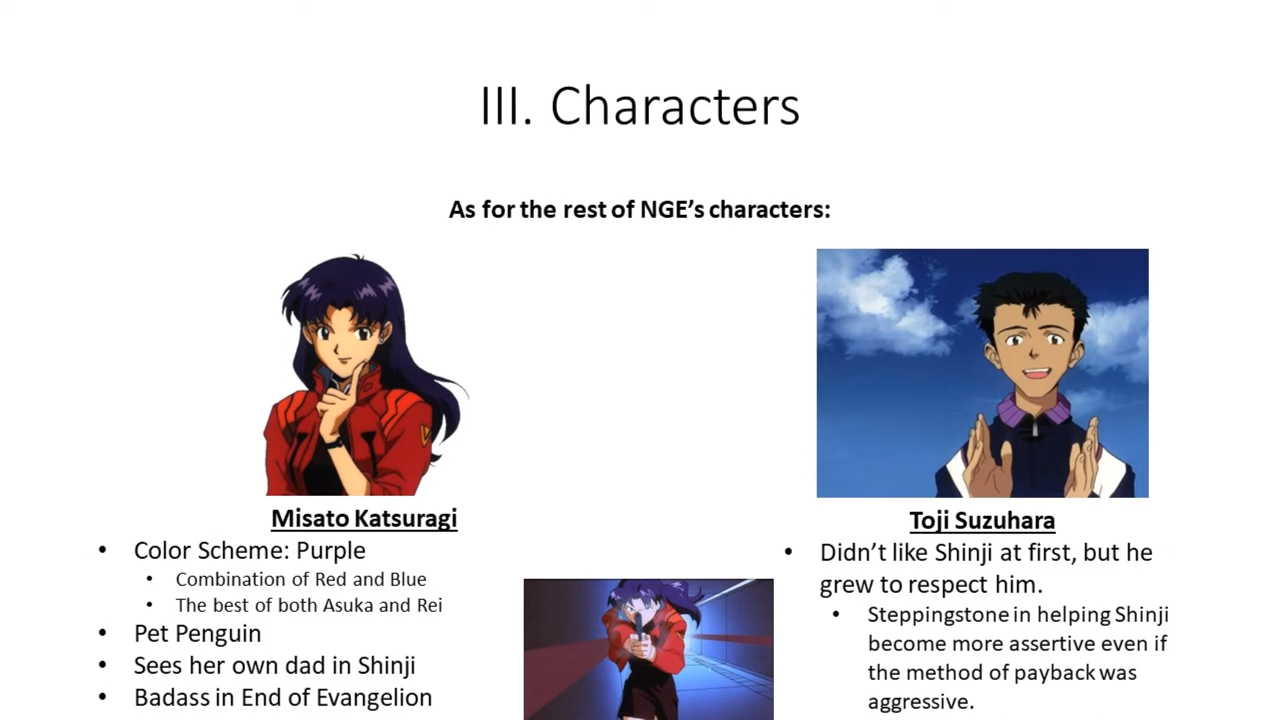 III. Characters
As for the rest of NGE’s characters:
Misato Katsuragi
• Color Scheme: Purple
• Combination of Red and Blue
• The best of both Asuka and Rei
• Pet Penguin
• Sees her own dad in Shinji
• Badass in End of Evangelion
Toji Suzuhara
• Didn’t like Shinji at first, but he
grew to respect him.
• Steppingstone in helping Shinji
become more assertive even if
the method of payback was
aggressive.